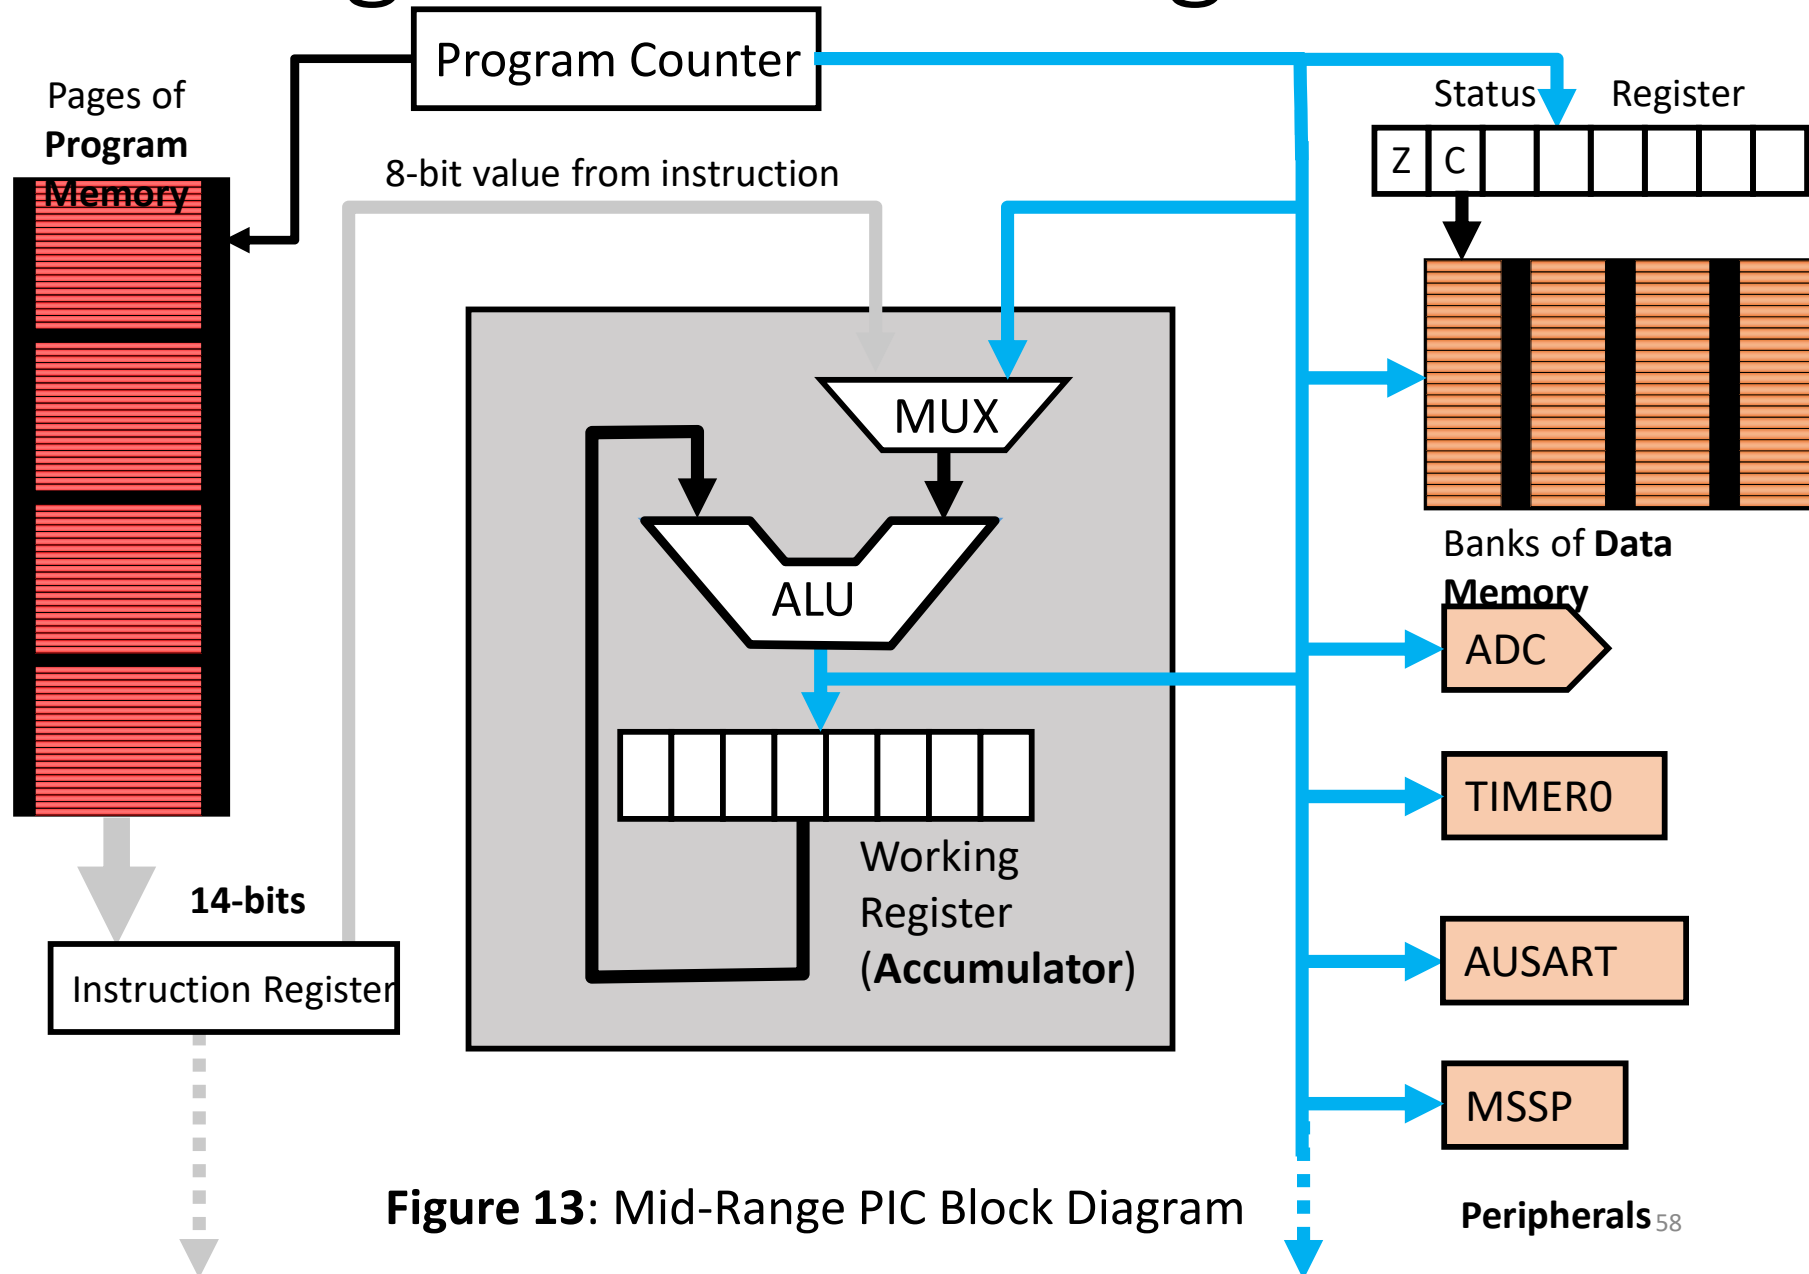 Program Counter
Pages of
Program
Memory
Status Register
Z C
8-bit value from instruction
MUX
ALU
Banks of Data
Memory
ADC
TIMER0
Working
Register
(Accumulator)
14-bits
Instruction Register
AUSART
MSSP
Figure 13: Mid-Range PIC Block Diagram
Peripherals
58